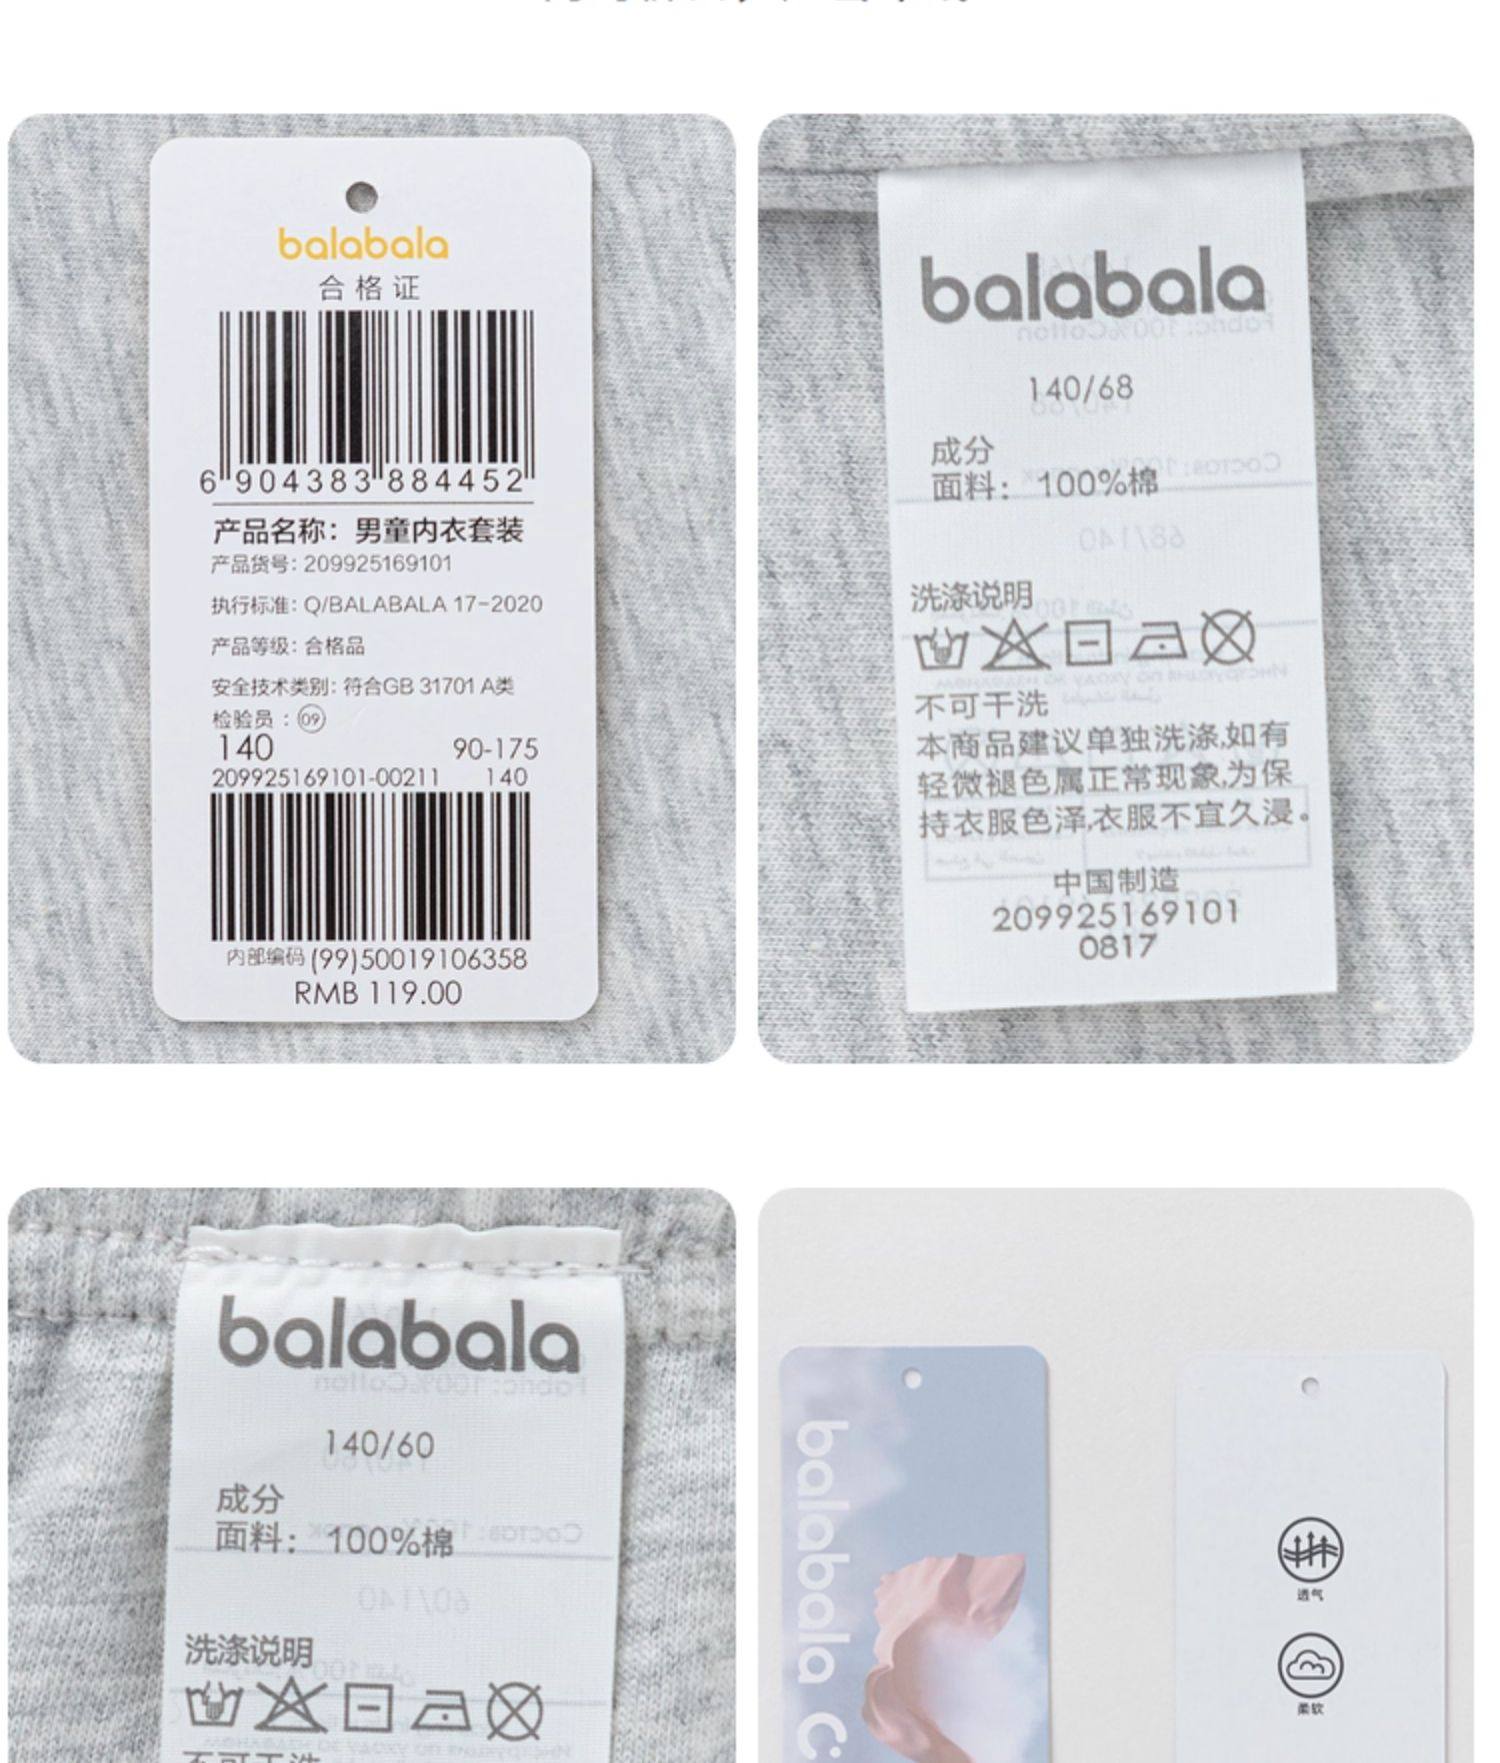 balabala
合格证
6 904383 884452
产品名称：男童内衣套装
产品货号：209925169101
执行标准：Q/BALABALA 17-2020
产品等级：合格品
安全技术类别：符合GB 31701 A类
检验员：09
140 90-175
209925169101-00211 140
内部编码 (99)50019106358
RMB 119.00
balabala
140/68
成分
面料：100%棉
洗涤说明
不可干洗
本商品建议单独洗涤,如有
轻微褪色属正常现象,为保
持衣服色泽,衣服不宜久浸。
中国制造
209925169101
0817
balabala
140/60
成分
面料：100%棉
洗涤说明
不可干洗
balabala
透气
柔软